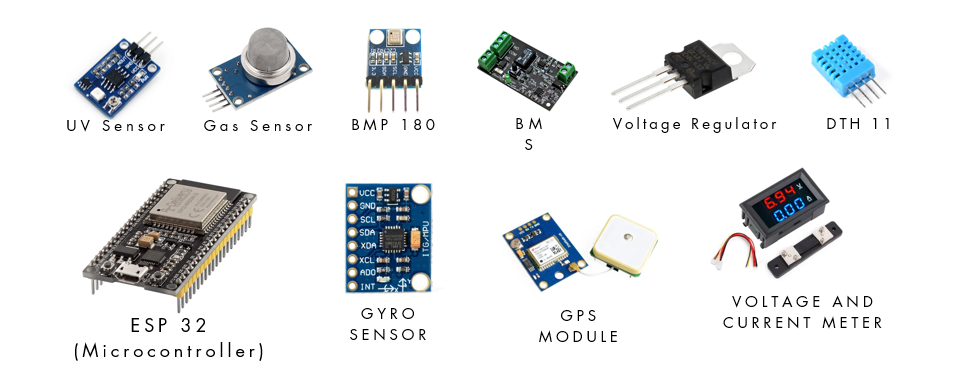 UV Sensor
Gas Sensor
BMP 180
BM
S
Voltage Regulator
DTH 11
VCC
GND
SCL
SDA
XDA
XCL
ADO
INT
ITG/MPU
6.94 V
0.00 A
ESP 32
(Microcontroller)
GYRO
SENSOR
GPS
MODULE
VOLTAGE AND
CURRENT METER